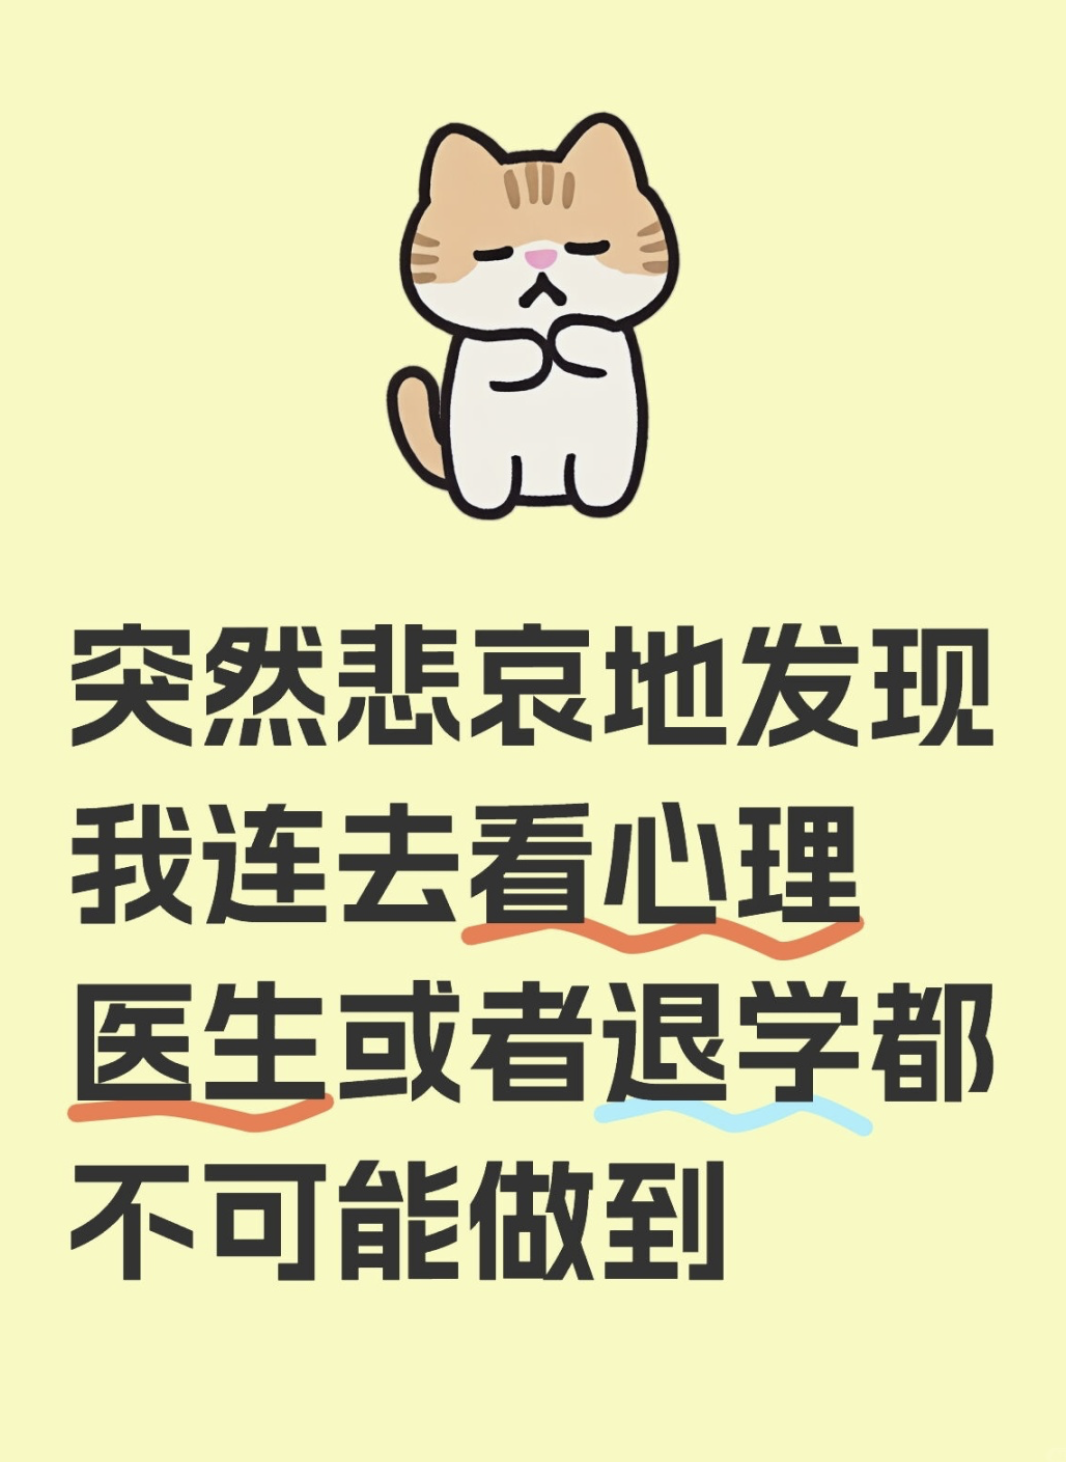 突然悲哀地发现
我连去看心理
医生或者退学都
不可能做到